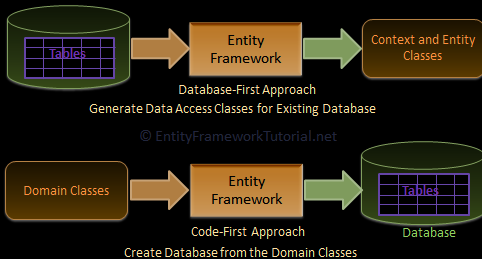 Tables
Entity
Framework
Context and Entity
Classes
Database-First Approach
Generate Data Access Classes for Existing Database
© EntityFrameworkTutorial.net
Domain Classes
Entity
Framework
Tables
Code-First Approach
Database
Create Database from the Domain Classes